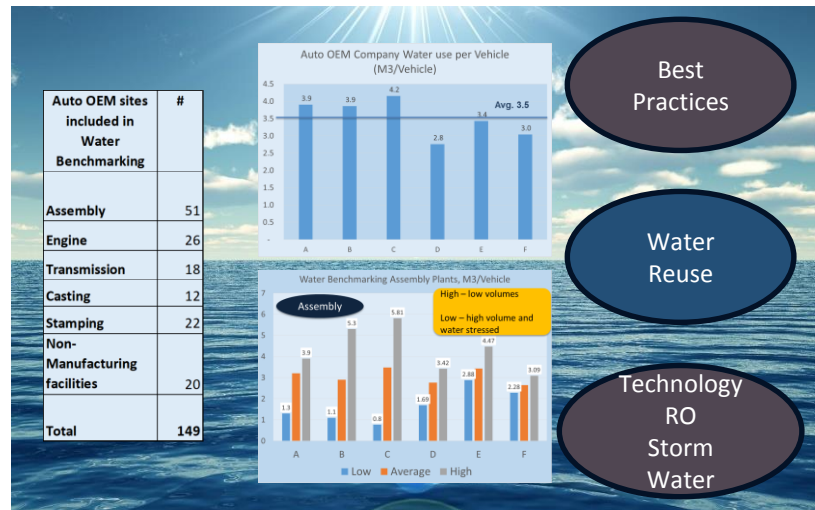 Auto OEM sites
included in
Water
Benchmarking
#
Assembly 51
Engine 26
Transmission 18
Casting 12
Stamping 22
Non-
Manufacturing
facilities 20
Total 149
Auto OEM Company Water use per Vehicle
(M3/Vehicle)
4.5
4.0
3.5
3.0
2.5
2.0
1.5
1.0
0.5
-
3.9
3.9
4.2
2.8
3.4
3.0
Avg. 3.5
A B C D E F
Water Benchmarking Assembly Plants, M3/Vehicle
Assembly
High – low volumes
Low – high volume and
water stressed
7
6
5
4
3
2
1
0
1.3
3.9
1.1
5.3
0.8
5.81
1.69
3.42
2.88
4.47
2.28
3.09
A B C D E F
Low Average High
Best
Practices
Water
Reuse
Technology
RO
Storm
Water